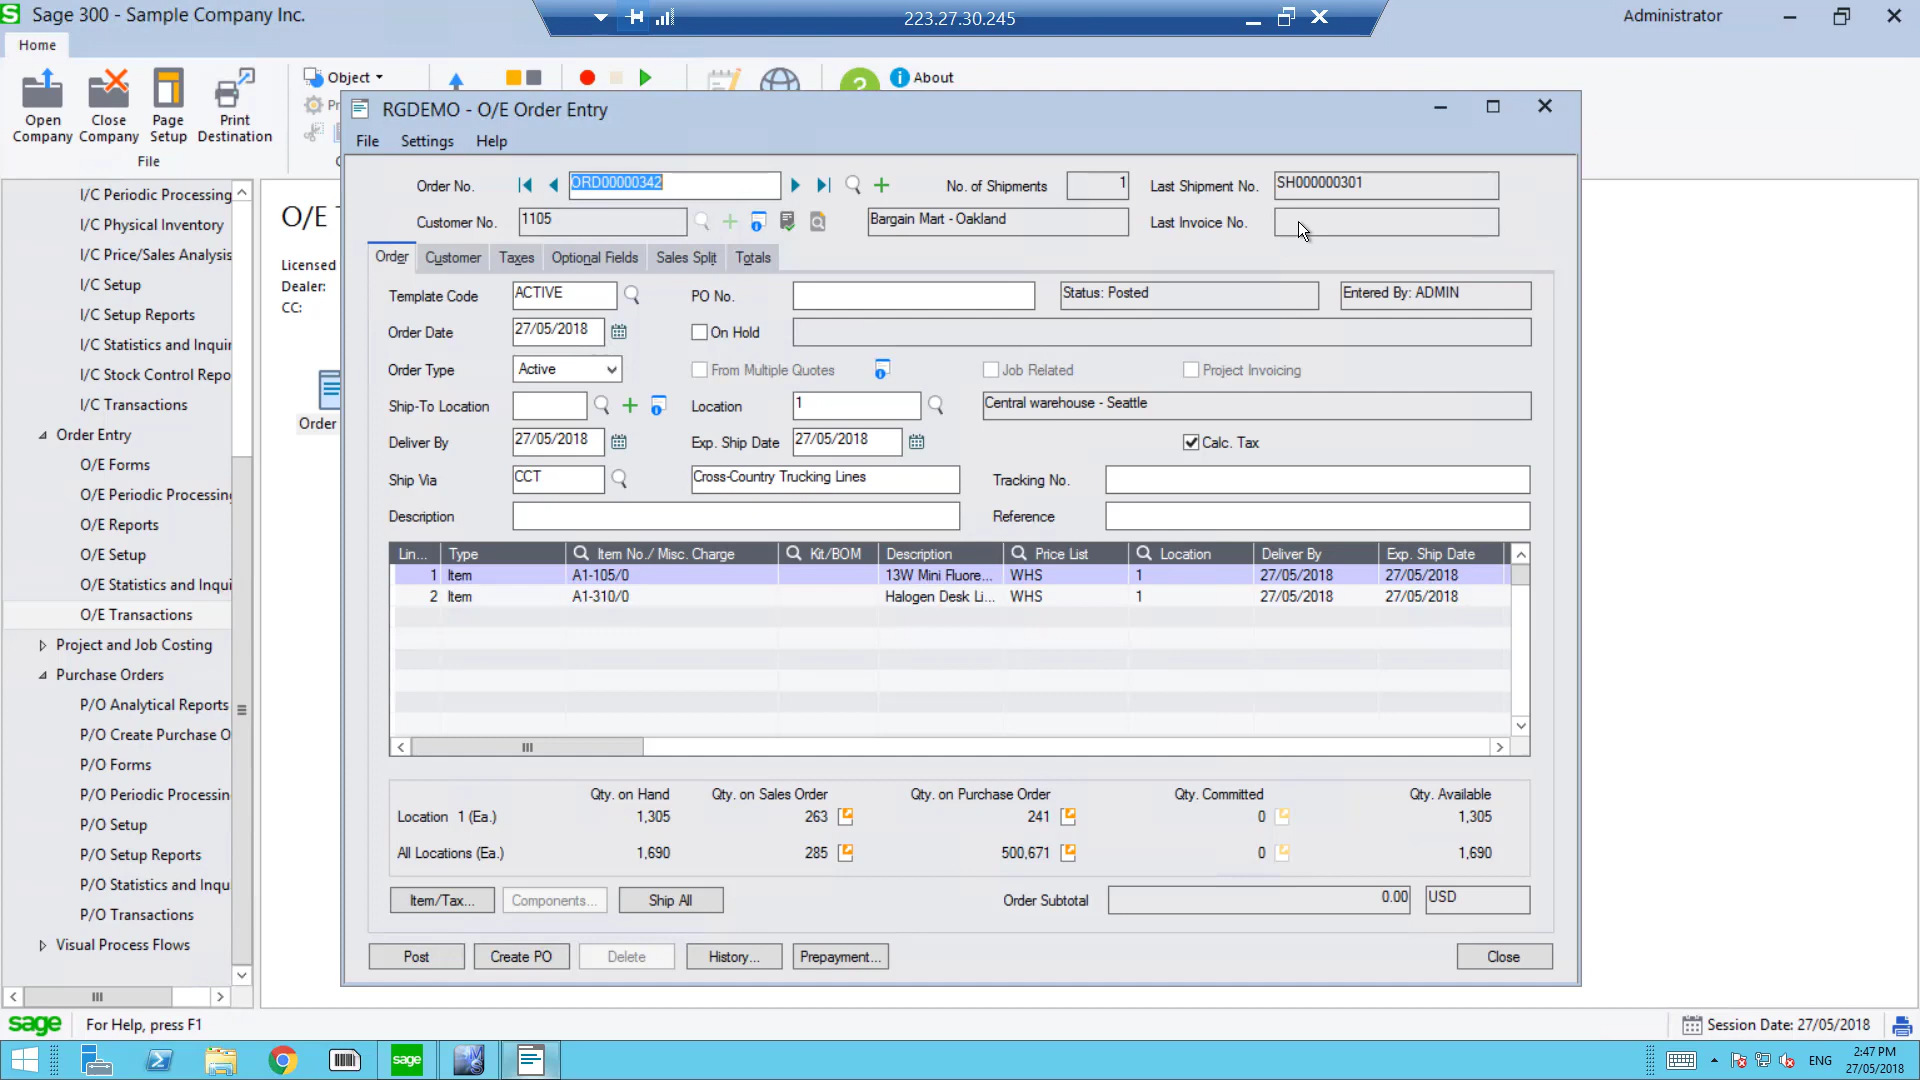 Sage 300 - Sample Company Inc.
223.27.30.245
Administrator
Home
Open Company
Close Company
Page Setup
Print Destination
File
Object
About
I/C Periodic Processing
I/C Physical Inventory
I/C Price/Sales Analysis
I/C Setup
I/C Setup Reports
I/C Statistics and Inquir
I/C Stock Control Repo
I/C Transactions
Order Entry
O/E Forms
O/E Periodic Processing
O/E Reports
O/E Setup
O/E Statistics and Inqui
O/E Transactions
Project and Job Costing
Purchase Orders
P/O Analytical Reports
P/O Create Purchase O
P/O Forms
P/O Periodic Processin
P/O Setup
P/O Setup Reports
P/O Statistics and Inqu
P/O Transactions
Visual Process Flows
O/E
Licensed
Dealer:
CC:
Order
RGDEMO - O/E Order Entry
File Settings Help
Order No. ORD00000342 No. of Shipments 1 Last Shipment No. SH000000301
Customer No. 1105 Bargain Mart - Oakland Last Invoice No.
Order Customer Taxes Optional Fields Sales Split Totals
Template Code ACTIVE PO No. Status: Posted Entered By: ADMIN
Order Date 27/05/2018 On Hold
Order Type Active From Multiple Quotes Job Related Project Invoicing
Ship-To Location Location 1 Central warehouse - Seattle
Deliver By 27/05/2018 Exp. Ship Date 27/05/2018 Calc. Tax
Ship Via CCT Cross-Country Trucking Lines Tracking No.
Description Reference
Lin... Type Item No./ Misc. Charge Kit/BOM Description Price List Location Deliver By Exp. Ship Date
1 Item A1-105/0 13W Mini Fluore... WHS 1 27/05/2018 27/05/2018
2 Item A1-310/0 Halogen Desk Li... WHS 1 27/05/2018 27/05/2018
Qty. on Hand Qty. on Sales Order Qty. on Purchase Order Qty. Committed Qty. Available
Location 1 (Ea.) 1,305 263 241 0 1,305
All Locations (Ea.) 1,690 285 500,671 0 1,690
Item/Tax... Components... Ship All Order Subtotal 0.00 USD
Post Create PO Delete History... Prepayment... Close
sage For Help, press F1
Session Date: 27/05/2018
sage
ENG
2:47 PM
27/05/2018